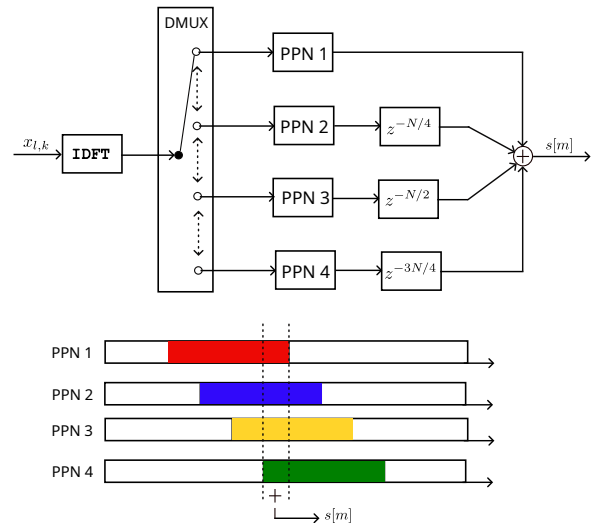 DMUX
PPN 1
x_{l,k}
IDFT
PPN 2
z^{-N/4}
s[m]
+
PPN 3
z^{-N/2}
PPN 4
z^{-3N/4}
PPN 1
PPN 2
PPN 3
PPN 4
+
s[m]